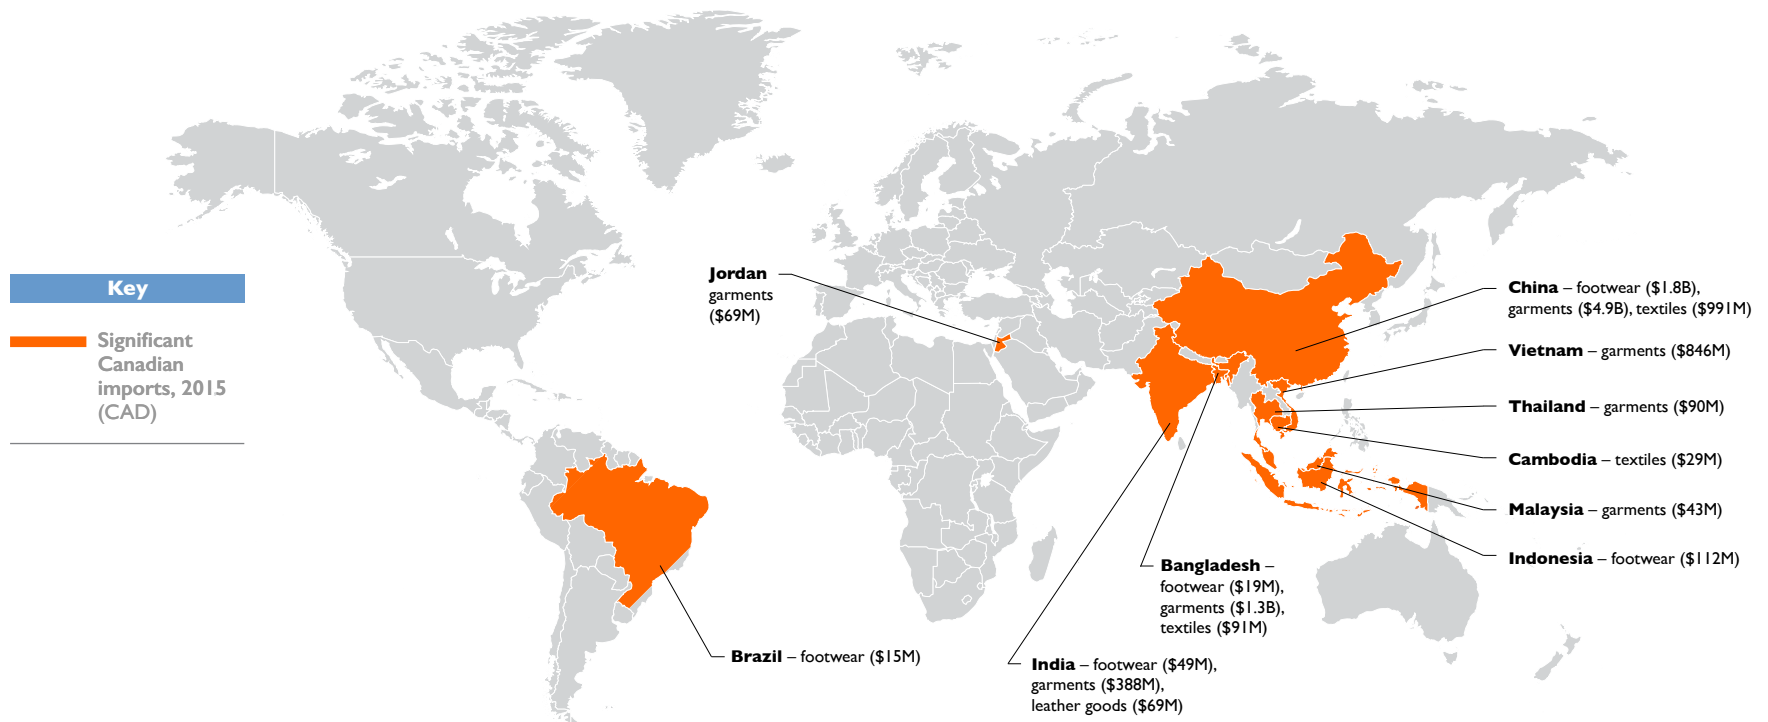 Key
Significant
Canadian
imports, 2015
(CAD)
Jordan
garments
($69M)
China – footwear ($1.8B),
garments ($4.9B), textiles ($991M)
Vietnam – garments ($846M)
Thailand – garments ($90M)
Cambodia – textiles ($29M)
Malaysia – garments ($43M)
Indonesia – footwear ($112M)
Bangladesh –
footwear ($19M),
garments ($1.3B),
textiles ($91M)
India – footwear ($49M),
garments ($388M),
leather goods ($69M)
Brazil – footwear ($15M)